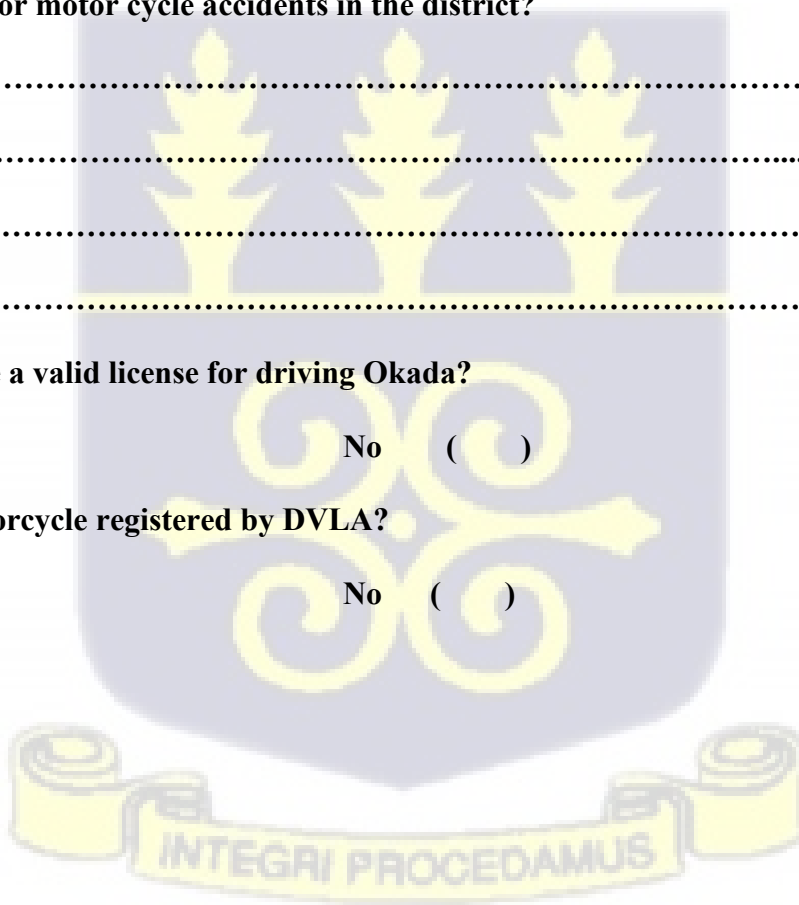 or motor cycle accidents in the district?
……………………………………………………………………………
…………………………………………………………………………....
……………………………………………………………………………
……………………………………………………………………………
a valid license for driving Okada?
No ( )
orcycle registered by DVLA?
No ( )
INTEGRI PROCEDAMUS